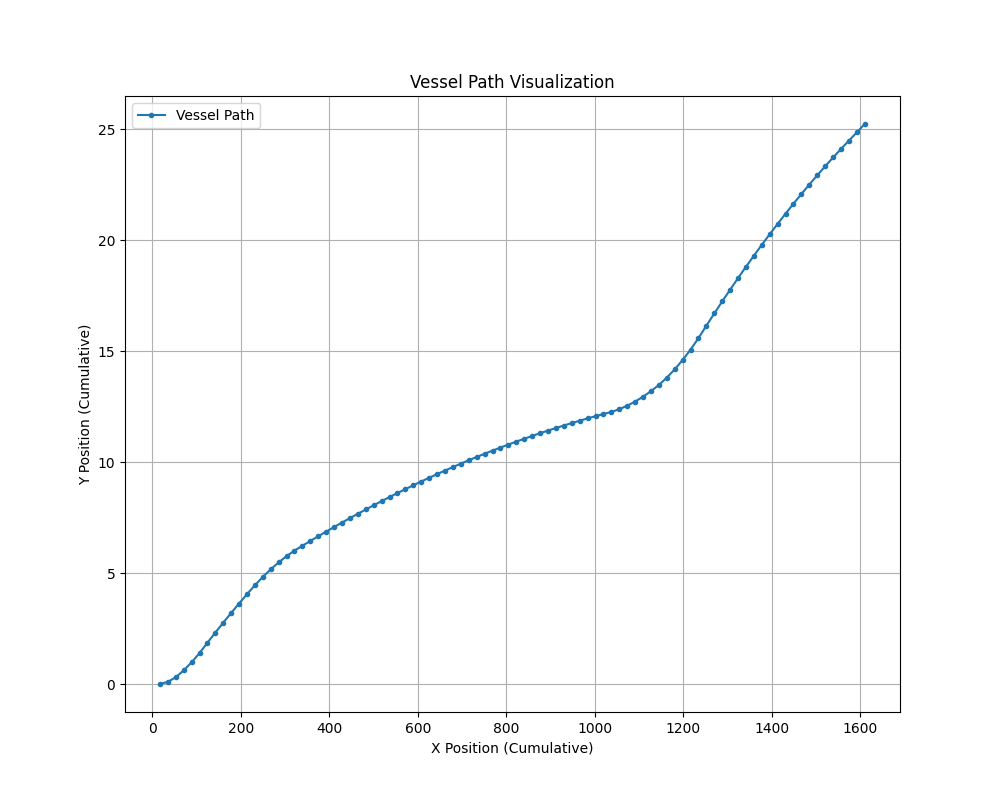 Vessel Path Visualization
Vessel Path
Y Position (Cumulative)
25
20
15
10
5
0
0 200 400 600 800 1000 1200 1400 1600
X Position (Cumulative)